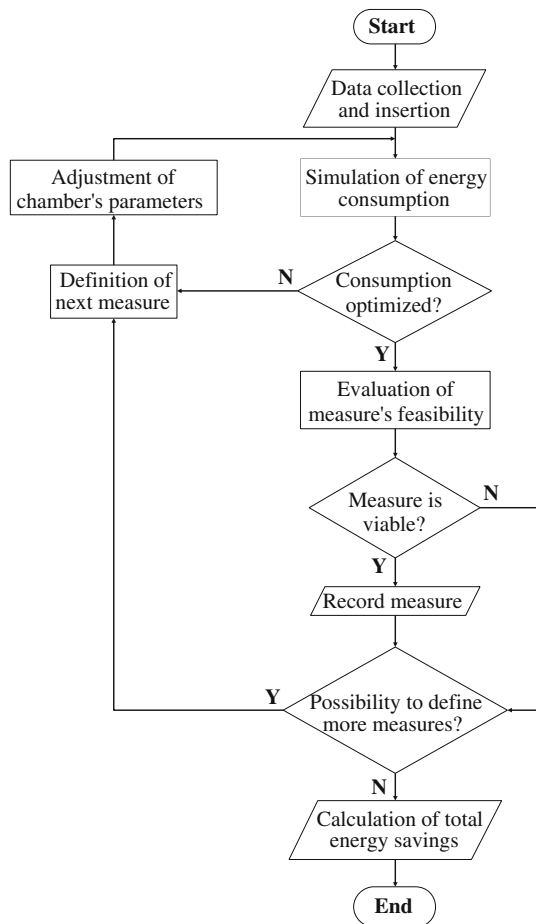 Start
Data collection
and insertion
Adjustment of
chamber's parameters
Simulation of energy
consumption
Definition of
next measure
N
Consumption
optimized?
Y
Evaluation of
measure's feasibility
Measure is
viable?
N
Y
Record measure
Y
Possibility to define
more measures?
N
Calculation of total
energy savings
End